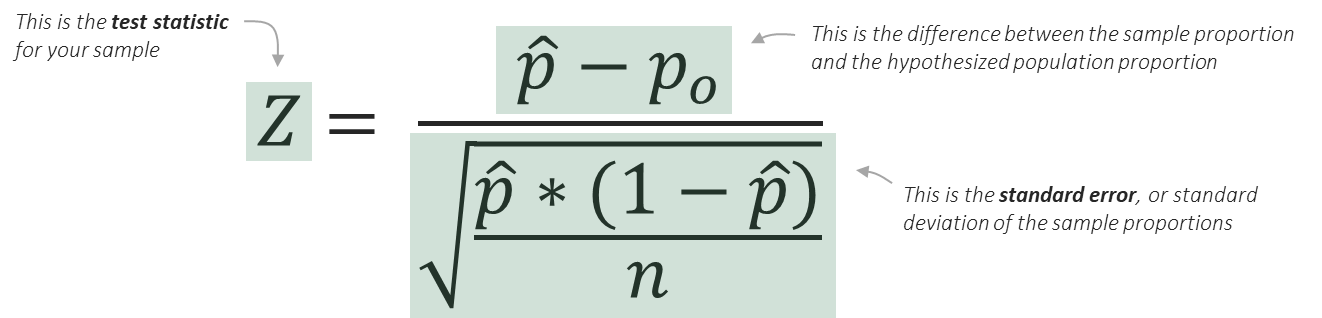 This is the test statistic
for your sample
This is the difference between the sample proportion
and the hypothesized population proportion
Z = 
p̂ − pₒ
√
p̂ * (1 − p̂)
n
This is the standard error, or standard
deviation of the sample proportions